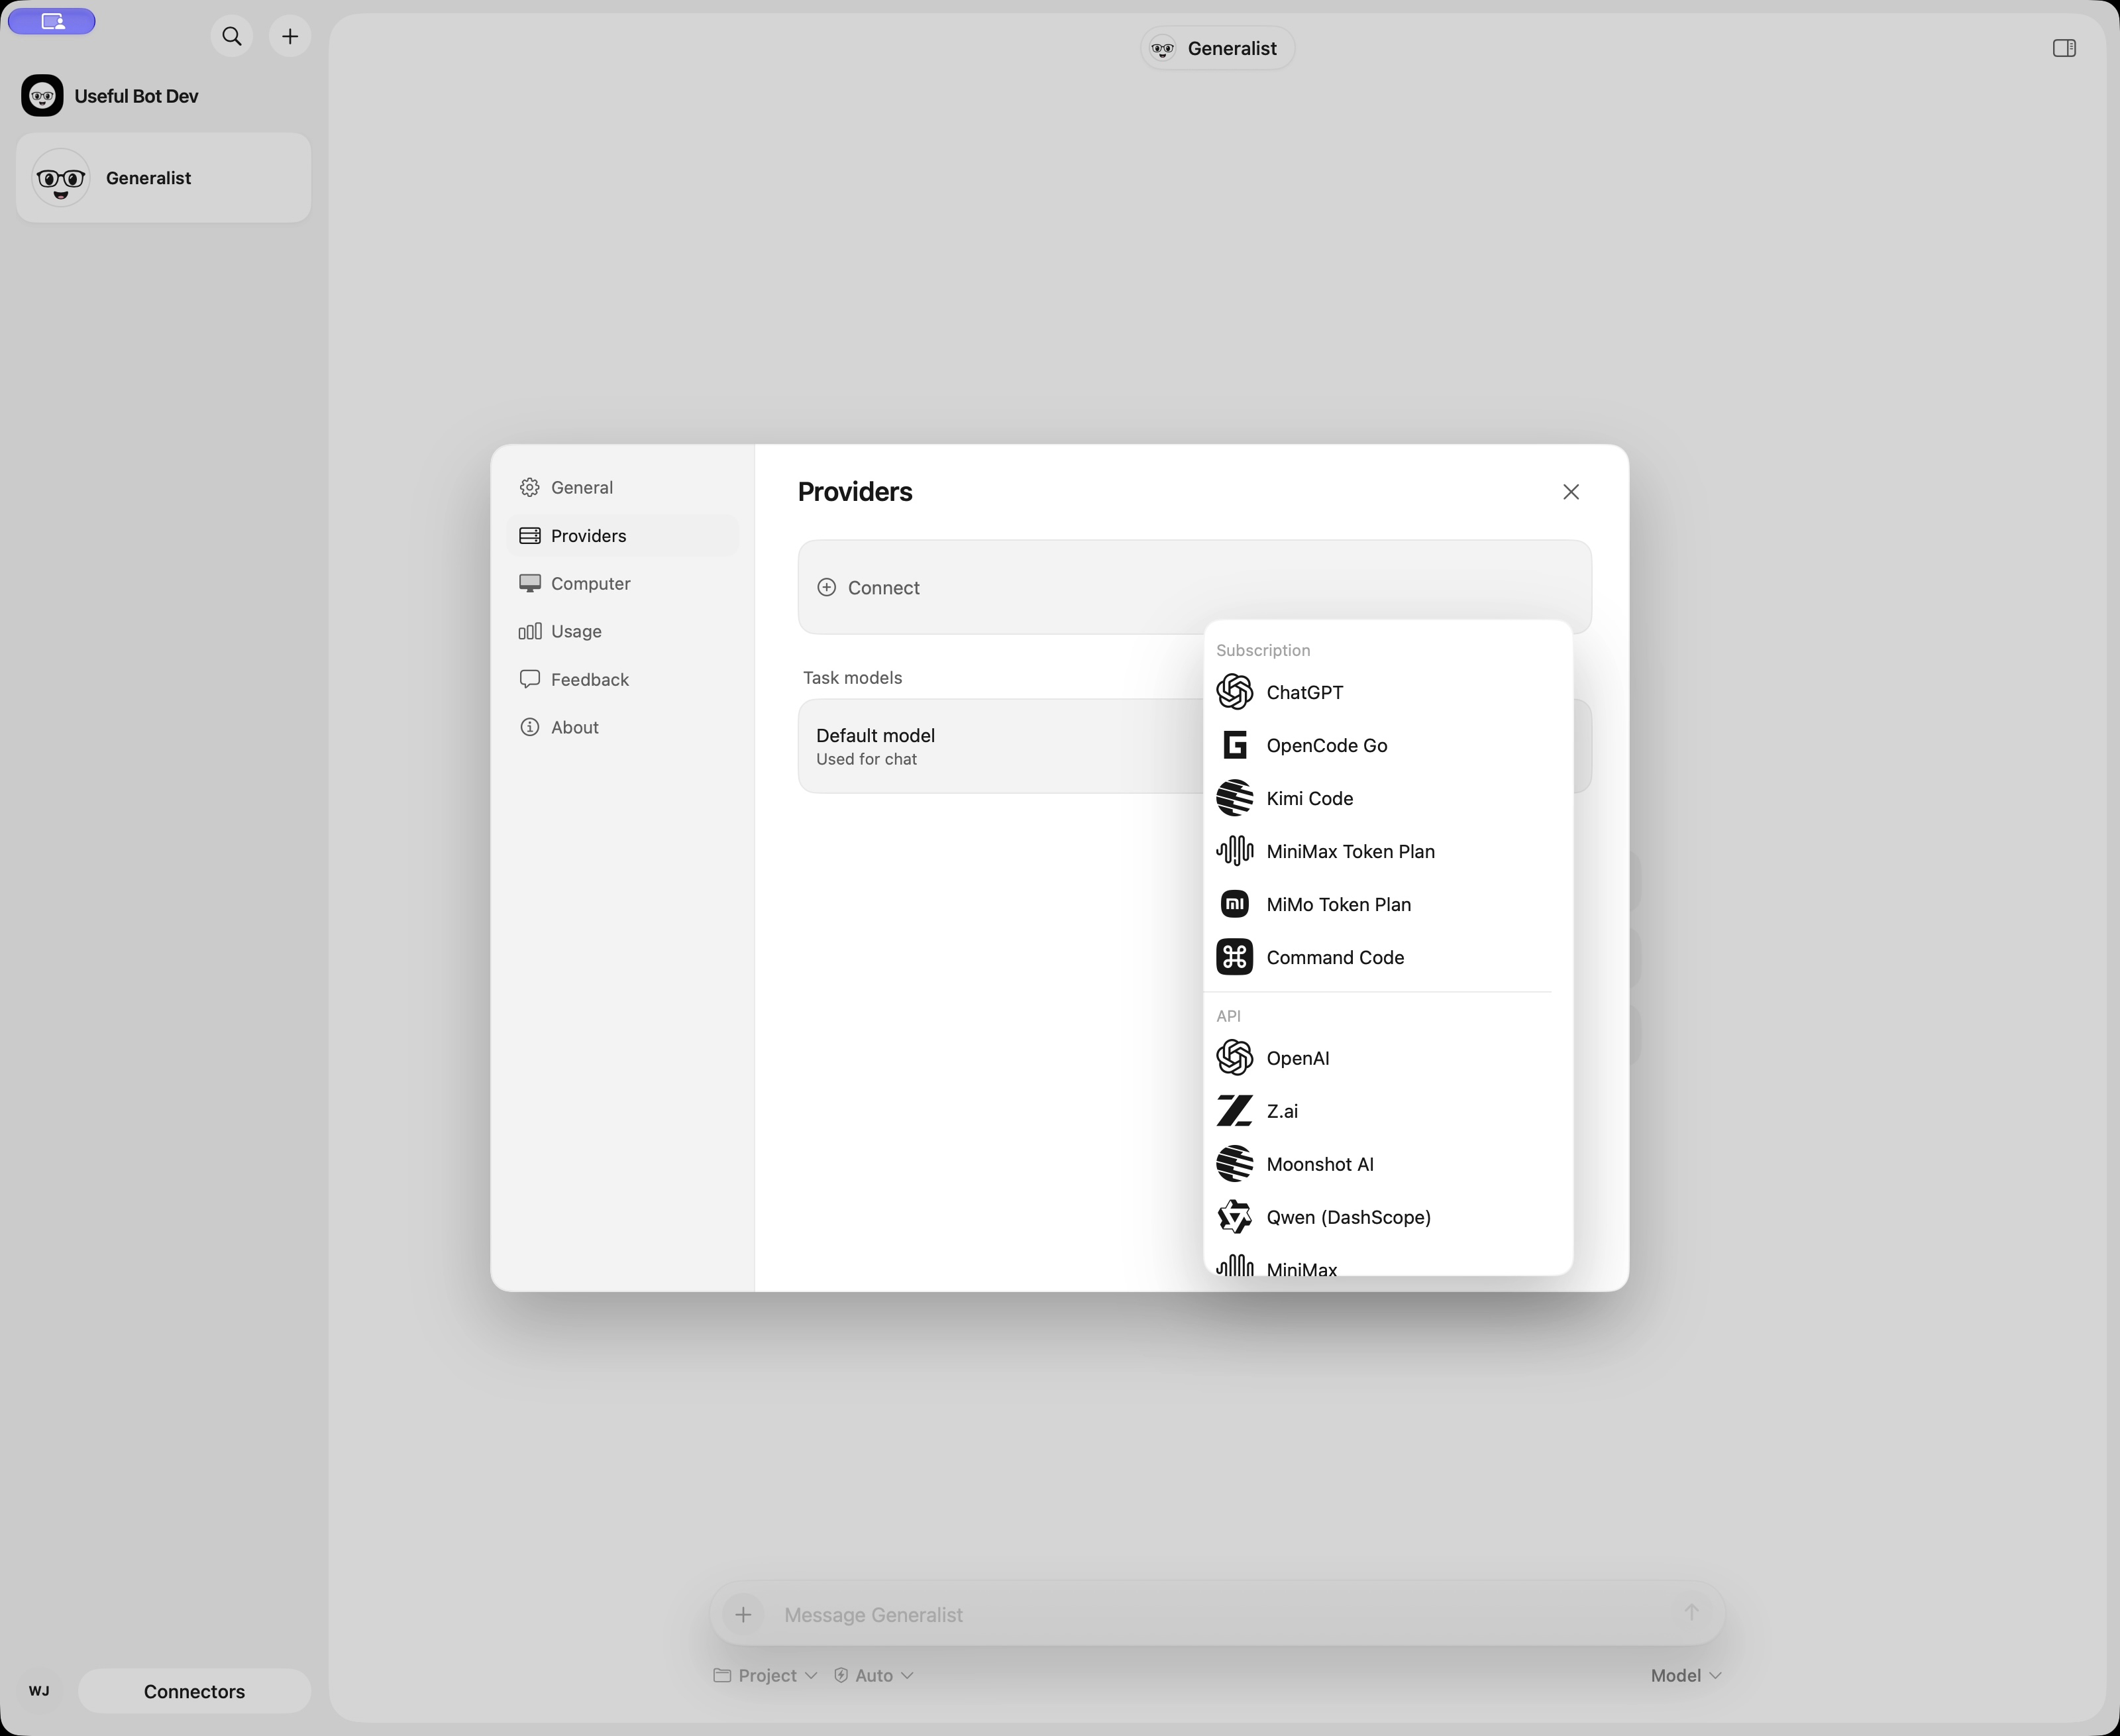 Generalist
Useful Bot Dev
Generalist
General
Providers
Computer
Usage
Feedback
About
Providers
Connect
Task models
Default model
Used for chat
Subscription
ChatGPT
OpenCode Go
Kimi Code
MiniMax Token Plan
MiMo Token Plan
Command Code
API
OpenAI
Z.ai
Moonshot AI
Qwen (DashScope)
MiniMax
Message Generalist
Project
Auto
Model
WJ
Connectors